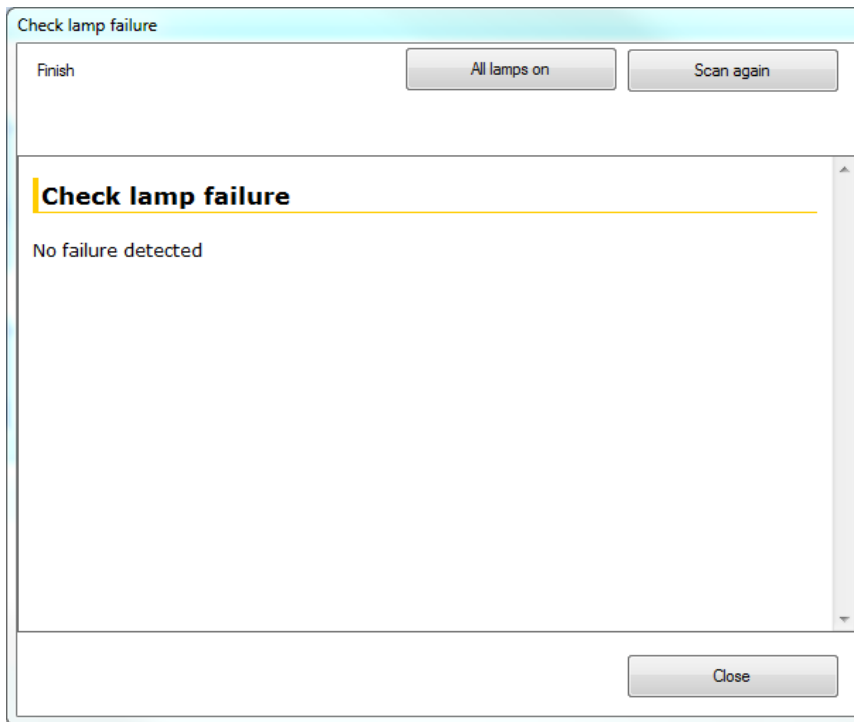 Check lamp failure
Finish
All lamps on
Scan again
Check lamp failure
No failure detected
Close